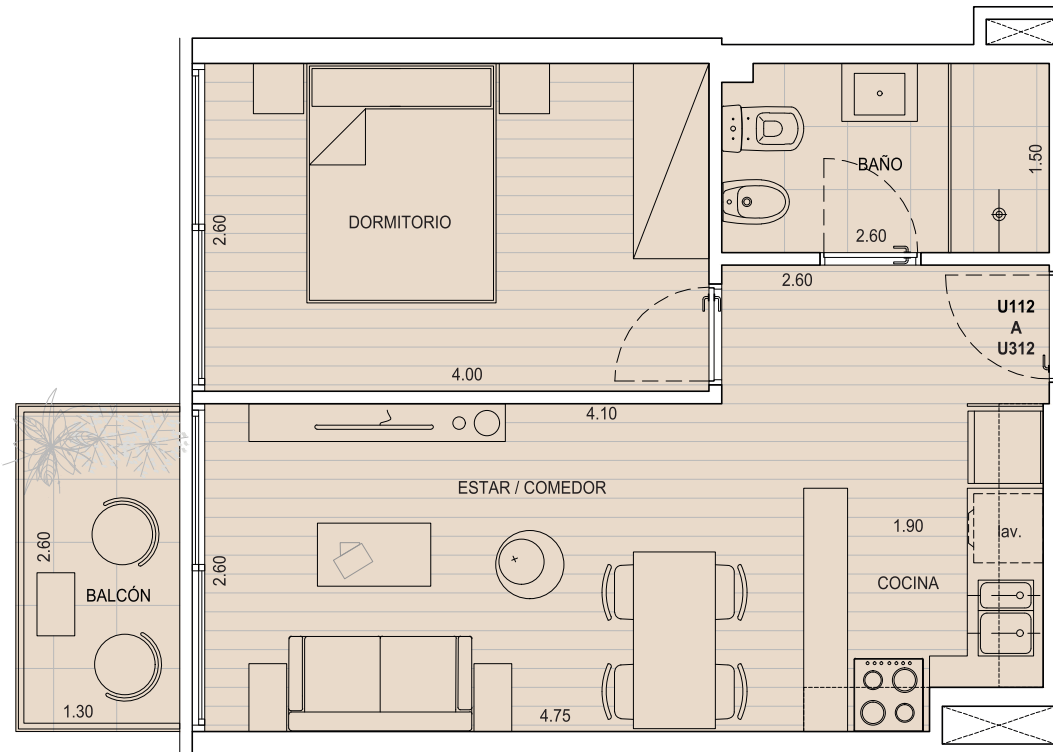 BAÑO
1.50
2.60
DORMITORIO
2.60
2.60
U112
A
U312
4.00
4.10
ESTAR / COMEDOR
1.90
lav.
2.60
2.60
BALCÓN
COCINA
1.30
4.75